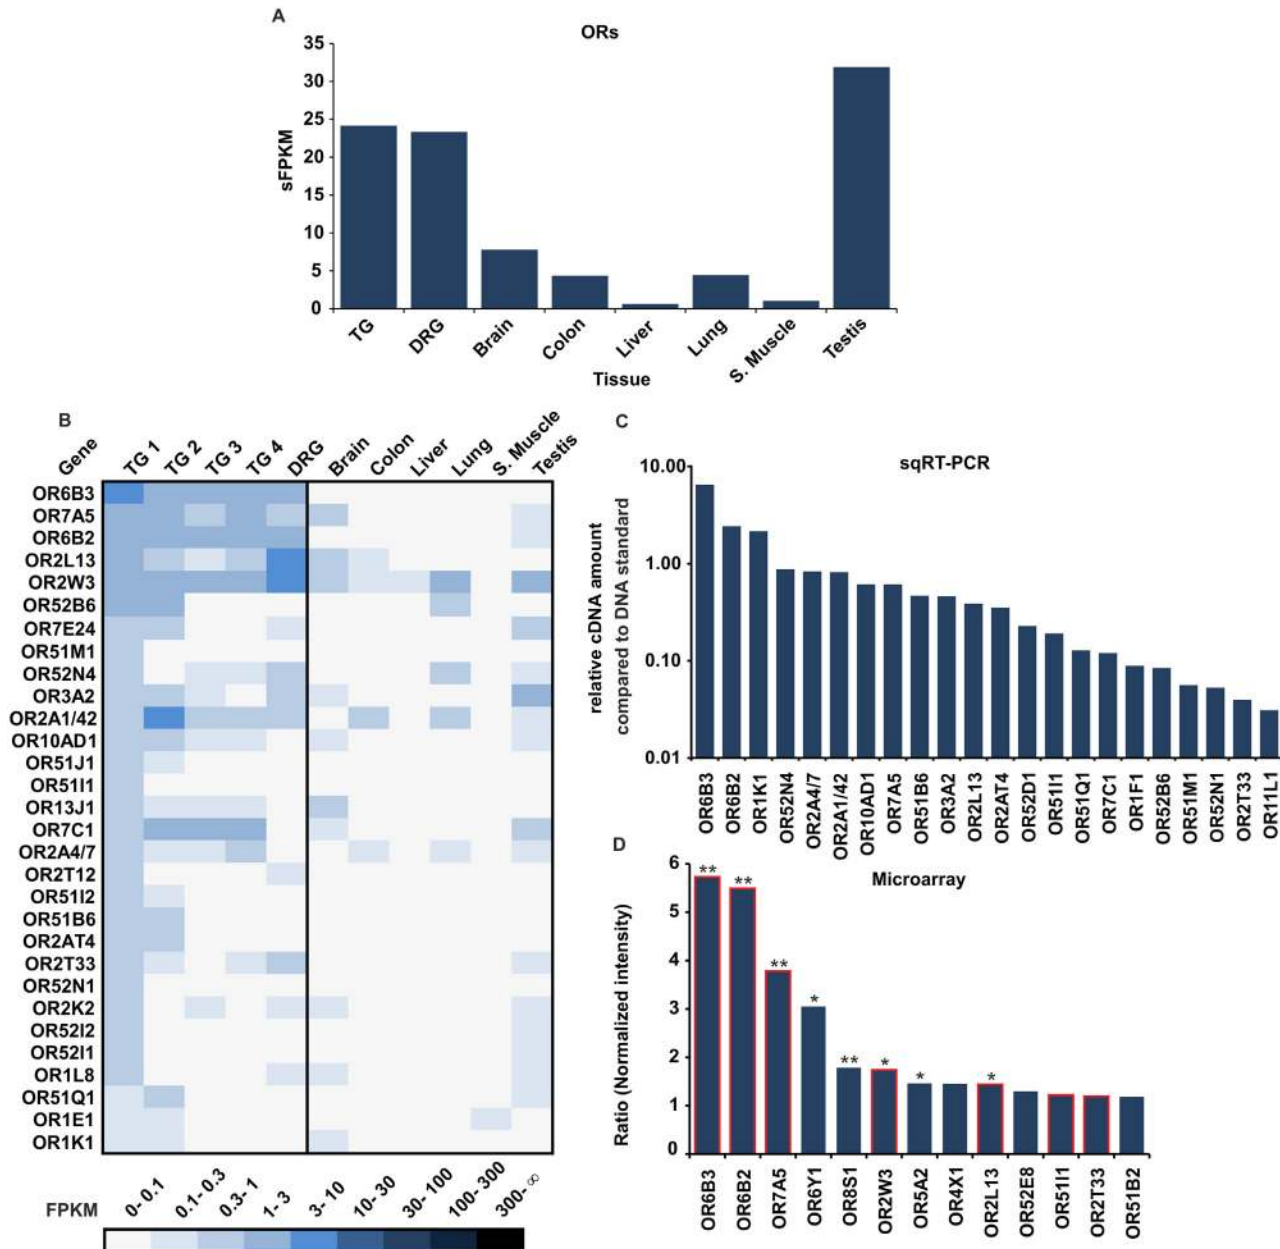 A
ORs
sFPKM
35
30
25
20
15
10
5
0
TG
DRG
Brain
Colon
Liver
Lung
S. Muscle
Testis
Tissue
B
Gene
TG 1
TG 2
TG 3
TG 4
DRG
Brain
Colon
Liver
Lung
S. Muscle
Testis
OR6B3
OR7A5
OR6B2
OR2L13
OR2W3
OR52B6
OR7E24
OR51M1
OR52N4
OR3A2
OR2A1/42
OR10AD1
OR51J1
OR51I1
OR13J1
OR7C1
OR2A4/7
OR2T12
OR51I2
OR51B6
OR2AT4
OR2T33
OR52N1
OR2K2
OR52I2
OR52I1
OR1L8
OR51Q1
OR1E1
OR1K1
FPKM
0- 0.1
0.1- 0.3
0.3- 1
1- 3
3- 10
10- 30
30- 100
100- 300
300- ∞
C
sqRT-PCR
relative cDNA amount
compared to DNA standard
10.00
1.00
0.10
0.01
OR6B3
OR6B2
OR1K1
OR52N4
OR2A4/7
OR2A1/42
OR10AD1
OR7A5
OR51B6
OR3A2
OR2L13
OR2AT4
OR52D1
OR51I1
OR51Q1
OR7C1
OR1F1
OR52B6
OR51M1
OR52N1
OR2T33
OR11L1
D
Microarray
Ratio (Normalized intensity)
6
5
4
3
2
1
0
**
**
**
*
**
*
*
*
OR6B3
OR6B2
OR7A5
OR6Y1
OR8S1
OR2W3
OR5A2
OR4X1
OR2L13
OR52E8
OR51I1
OR2T33
OR51B2